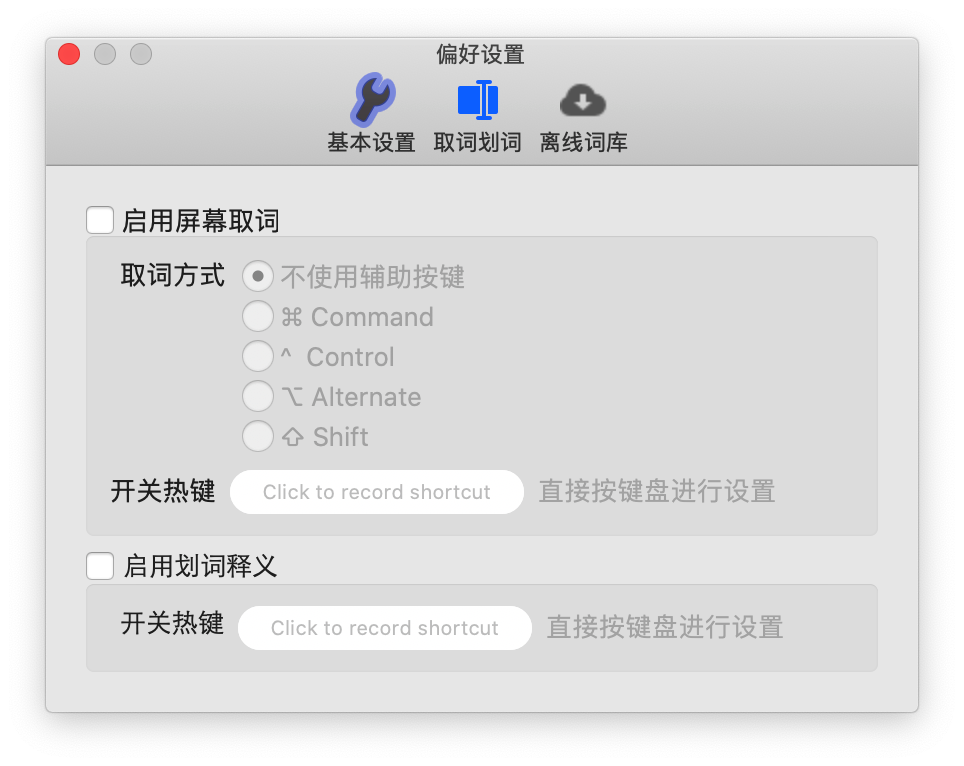 偏好设置
基本设置 取词划词 离线词库
启用屏幕取词
取词方式 不使用辅助按键
⌘ Command
^ Control
⌥ Alternate
⇧ Shift
开关热键 Click to record shortcut 直接按键盘进行设置
启用划词释义
开关热键 Click to record shortcut 直接按键盘进行设置